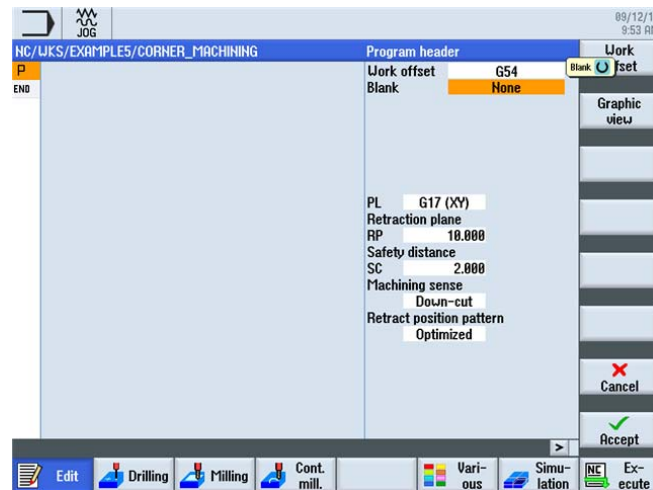 JOG
09/12/1
9:53 A
NC/WKS/EXAMPLE5/CORNER_MACHINING
Program header
Work
P
Work offset G54
Blank
fset
END
Blank None
Graphic
view
PL G17 (XY)
Retraction plane
RP 10.000
Safety distance
SC 2.000
Machining sense
Down-cut
Retract position pattern
Optimized
Cancel
>
Accept
Edit
Drilling
Milling
Cont.
mill.
Vari-
ous
Simu-
lation
NC
Ex-
ecute